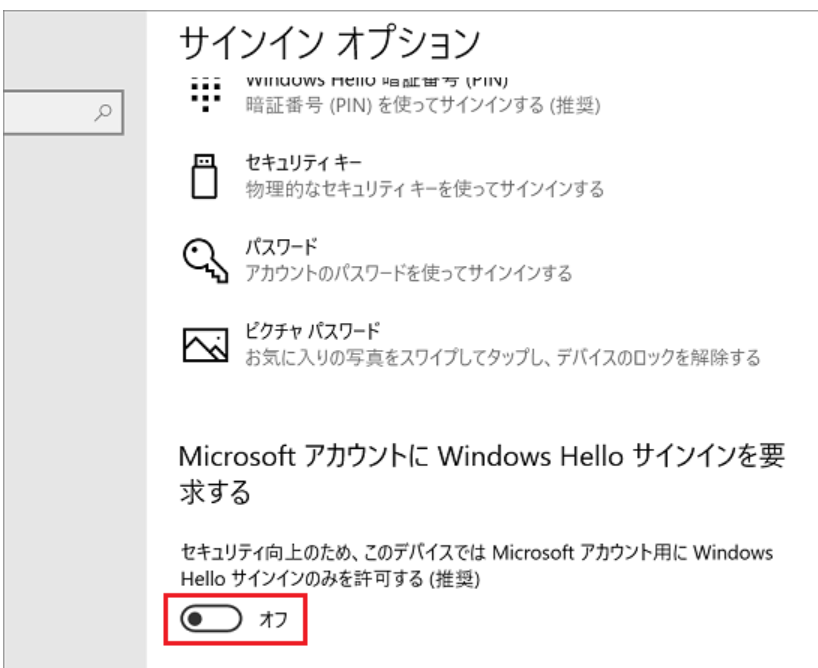 サインイン オプション
Windows Hello 暗証番号 (PIN)
暗証番号 (PIN) を使ってサインインする (推奨)
セキュリティ キー
物理的なセキュリティ キーを使ってサインインする
パスワード
アカウントのパスワードを使ってサインインする
ピクチャ パスワード
お気に入りの写真をスワイプしてタップし、デバイスのロックを解除する
Microsoft アカウントに Windows Hello サインインを要
求する
セキュリティ向上のため、このデバイスでは Microsoft アカウント用に Windows
Hello サインインのみを許可する (推奨)
オフ